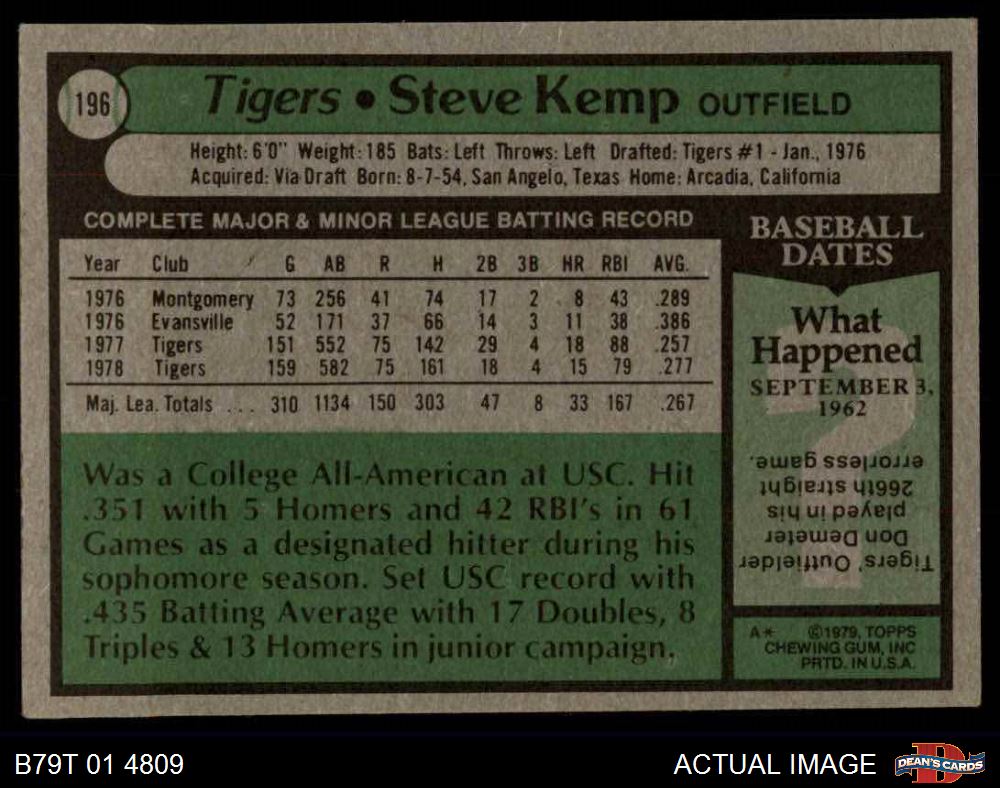 196
Tigers • Steve Kemp OUTFIELD
Height: 6'0" Weight: 185 Bats: Left Throws: Left Drafted: Tigers #1 - Jan., 1976
Acquired: Via Draft Born: 8-7-54, San Angelo, Texas Home: Arcadia, California
COMPLETE MAJOR & MINOR LEAGUE BATTING RECORD
Year Club G AB R H 2B 3B HR RBI AVG.
1976 Montgomery 73 256 41 74 17 2 8 43 .289
1976 Evansville 52 171 37 66 14 3 11 38 .386
1977 Tigers 151 552 75 142 29 4 18 88 .257
1978 Tigers 159 582 75 161 18 4 15 79 .277
Maj. Lea. Totals ... 310 1134 150 303 47 8 33 167 .267
Was a College All-American at USC. Hit
.351 with 5 Homers and 42 RBI's in 61
Games as a designated hitter during his
sophomore season. Set USC record with
.435 Batting Average with 17 Doubles, 8
Triples & 13 Homers in junior campaign.
BASEBALL
DATES
What
Happened
SEPTEMBER 3,
1962
?
Tigers' Outfielder
Don Demeter
played in his
266th straight
errorless game.
A* ©1979, TOPPS
CHEWING GUM, INC
PRTD. IN U.S.A.
B79T 01 4809
ACTUAL IMAGE
D
DEAN'S CARDS